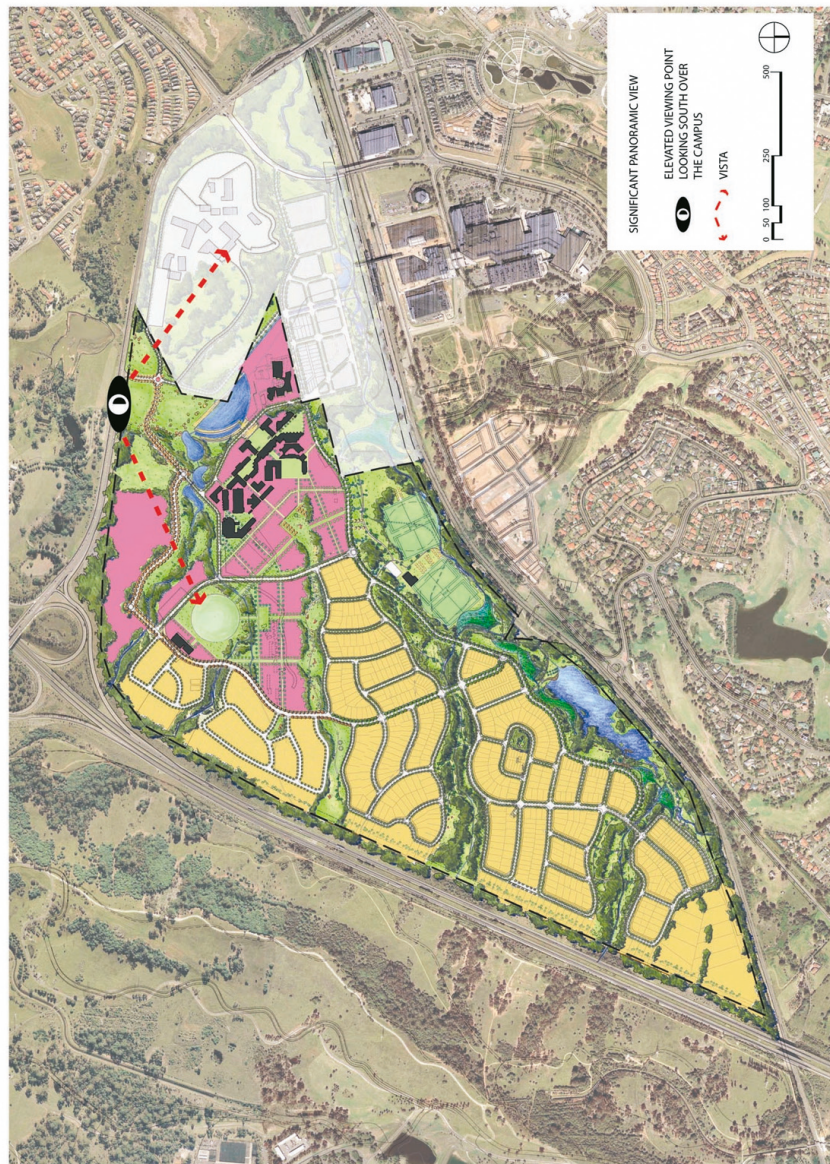 SIGNIFICANT PANORAMIC VIEW
ELEVATED VIEWING POINT
LOOKING SOUTH OVER
THE CAMPUS
VISTA
0 50 100 250 500